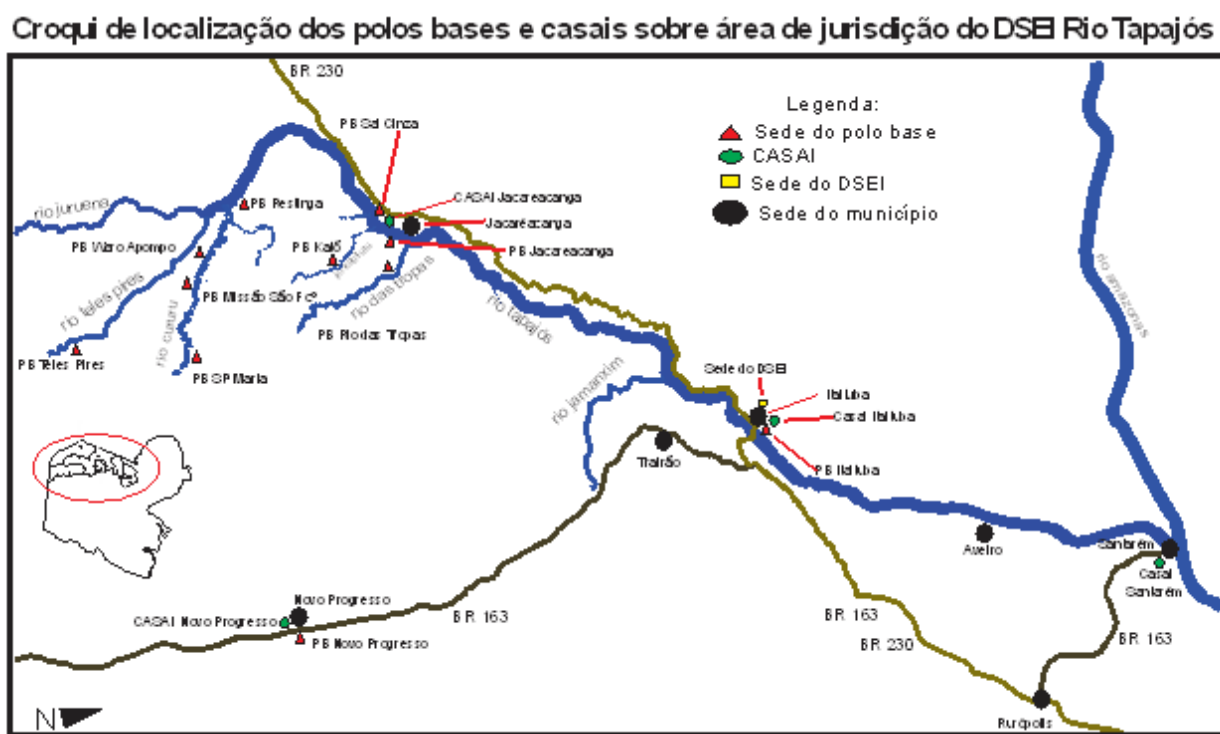 Croqui de localização dos polos bases e casais sobre área de jurisdição do DSEI Rio Tapajós
BR 230
Legenda:
Sede do polo base
CASAI
Sede do DSEI
Sede do município
PB Sai Cinza
CASAI Jacareacanga
Jacaréacanga
PB Jacareacanga
PB Restinga
rio juruena
PB Kató
PB Missão São Fcº
rio teles pires
rio cururu
rio das tropas
PB Rio das Tropas
PB Teles Pires
PB SP Maria
rio tapajós
rio amazonas
rio jamanxim
Sede do DSEI
Itaituba
Casai Itaituba
PB Itaituba
Trairão
Aveiro
Santarém
Casai
Santarém
Novo Progresso
CASAI Novo Progresso
PB Novo Progresso
BR 163
BR 163
BR 230
BR 163
Rurópolis
N